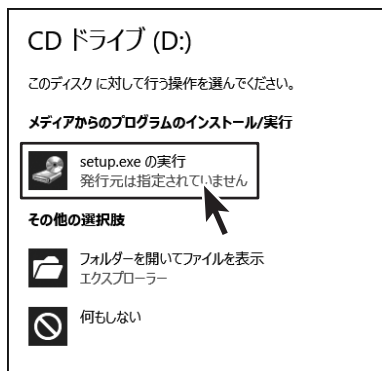 CD ドライブ (D:)
このディスク に対して行う操作を選んでください。
メディアからのプログラムのインストール/実行
setup.exe の実行
発行元は指定されていません
その他の選択肢
フォルダーを開いてファイルを表示
エクスプローラー
何もしない